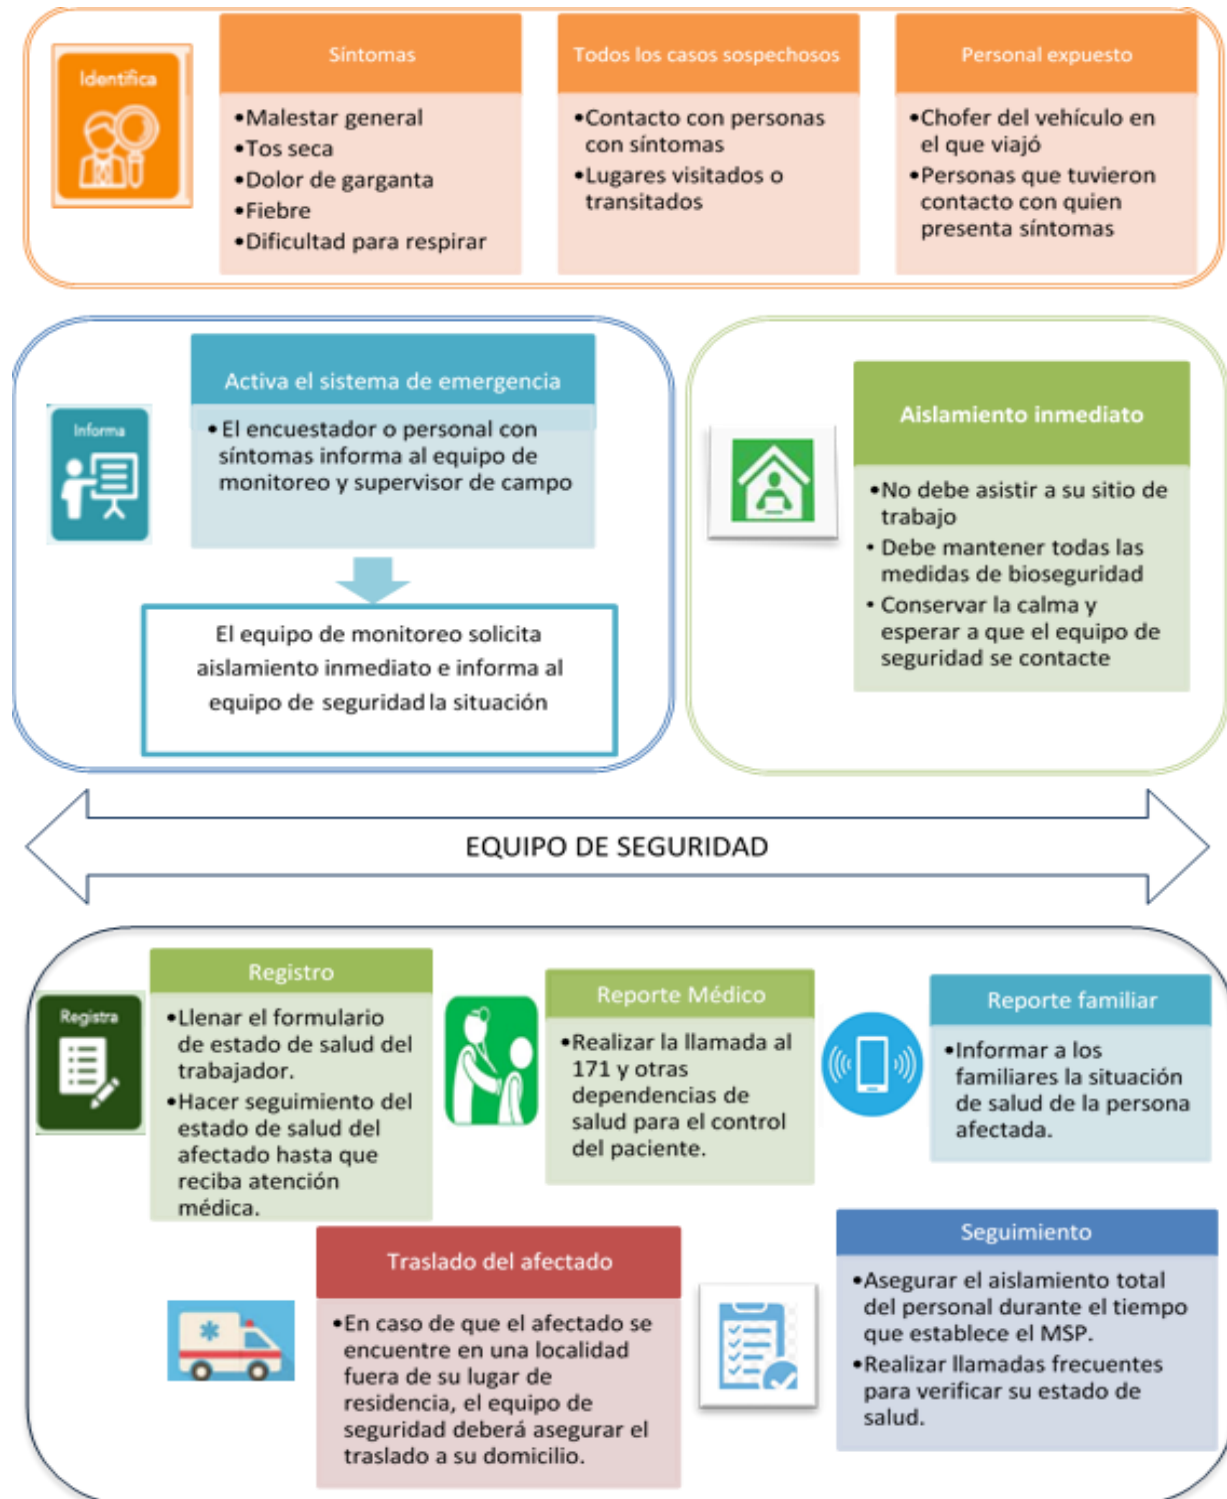 Identifica
Síntomas
•Malestar general
•Tos seca
•Dolor de garganta
•Fiebre
•Dificultad para respirar
Todos los casos sospechosos
•Contacto con personas
con síntomas
•Lugares visitados o
transitados
Personal expuesto
•Chofer del vehículo en
el que viajó
•Personas que tuvieron
contacto con quien
presenta síntomas
Informa
Activa el sistema de emergencia
• El encuestador o personal con
síntomas informa al equipo de
monitoreo y supervisor de campo
El equipo de monitoreo solicita
aislamiento inmediato e informa al
equipo de seguridad la situación
Aislamiento inmediato
•No debe asistir a su sitio de
trabajo
• Debe mantener todas las
medidas de bioseguridad
• Conservar la calma y
esperar a que el equipo de
seguridad se contacte
EQUIPO DE SEGURIDAD
Registra
Registro
•Llenar el formulario
de estado de salud del
trabajador.
•Hacer seguimiento del
estado de salud del
afectado hasta que
reciba atención
médica.
Reporte Médico
•Realizar la llamada al
171 y otras
dependencias de
salud para el control
del paciente.
Reporte familiar
•Informar a los
familiares la situación
de salud de la persona
afectada.
Traslado del afectado
•En caso de que el afectado se
encuentre en una localidad
fuera de su lugar de
residencia, el equipo de
seguridad deberá asegurar el
traslado a su domicilio.
Seguimiento
•Asegurar el aislamiento total
del personal durante el tiempo
que establece el MSP.
•Realizar llamadas frecuentes
para verificar su estado de
salud.